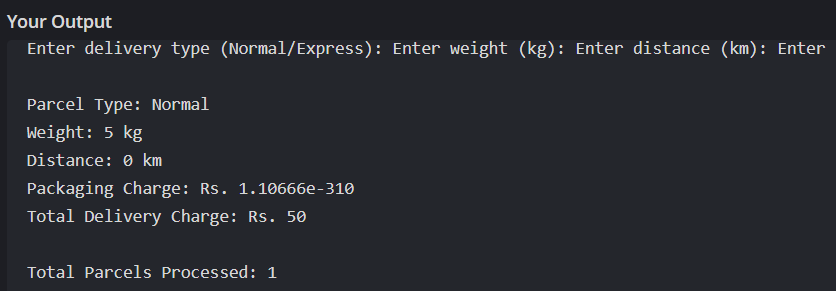 Your Output
Enter delivery type (Normal/Express): Enter weight (kg): Enter distance (km): Enter
Parcel Type: Normal
Weight: 5 kg
Distance: 0 km
Packaging Charge: Rs. 1.10666e-310
Total Delivery Charge: Rs. 50
Total Parcels Processed: 1